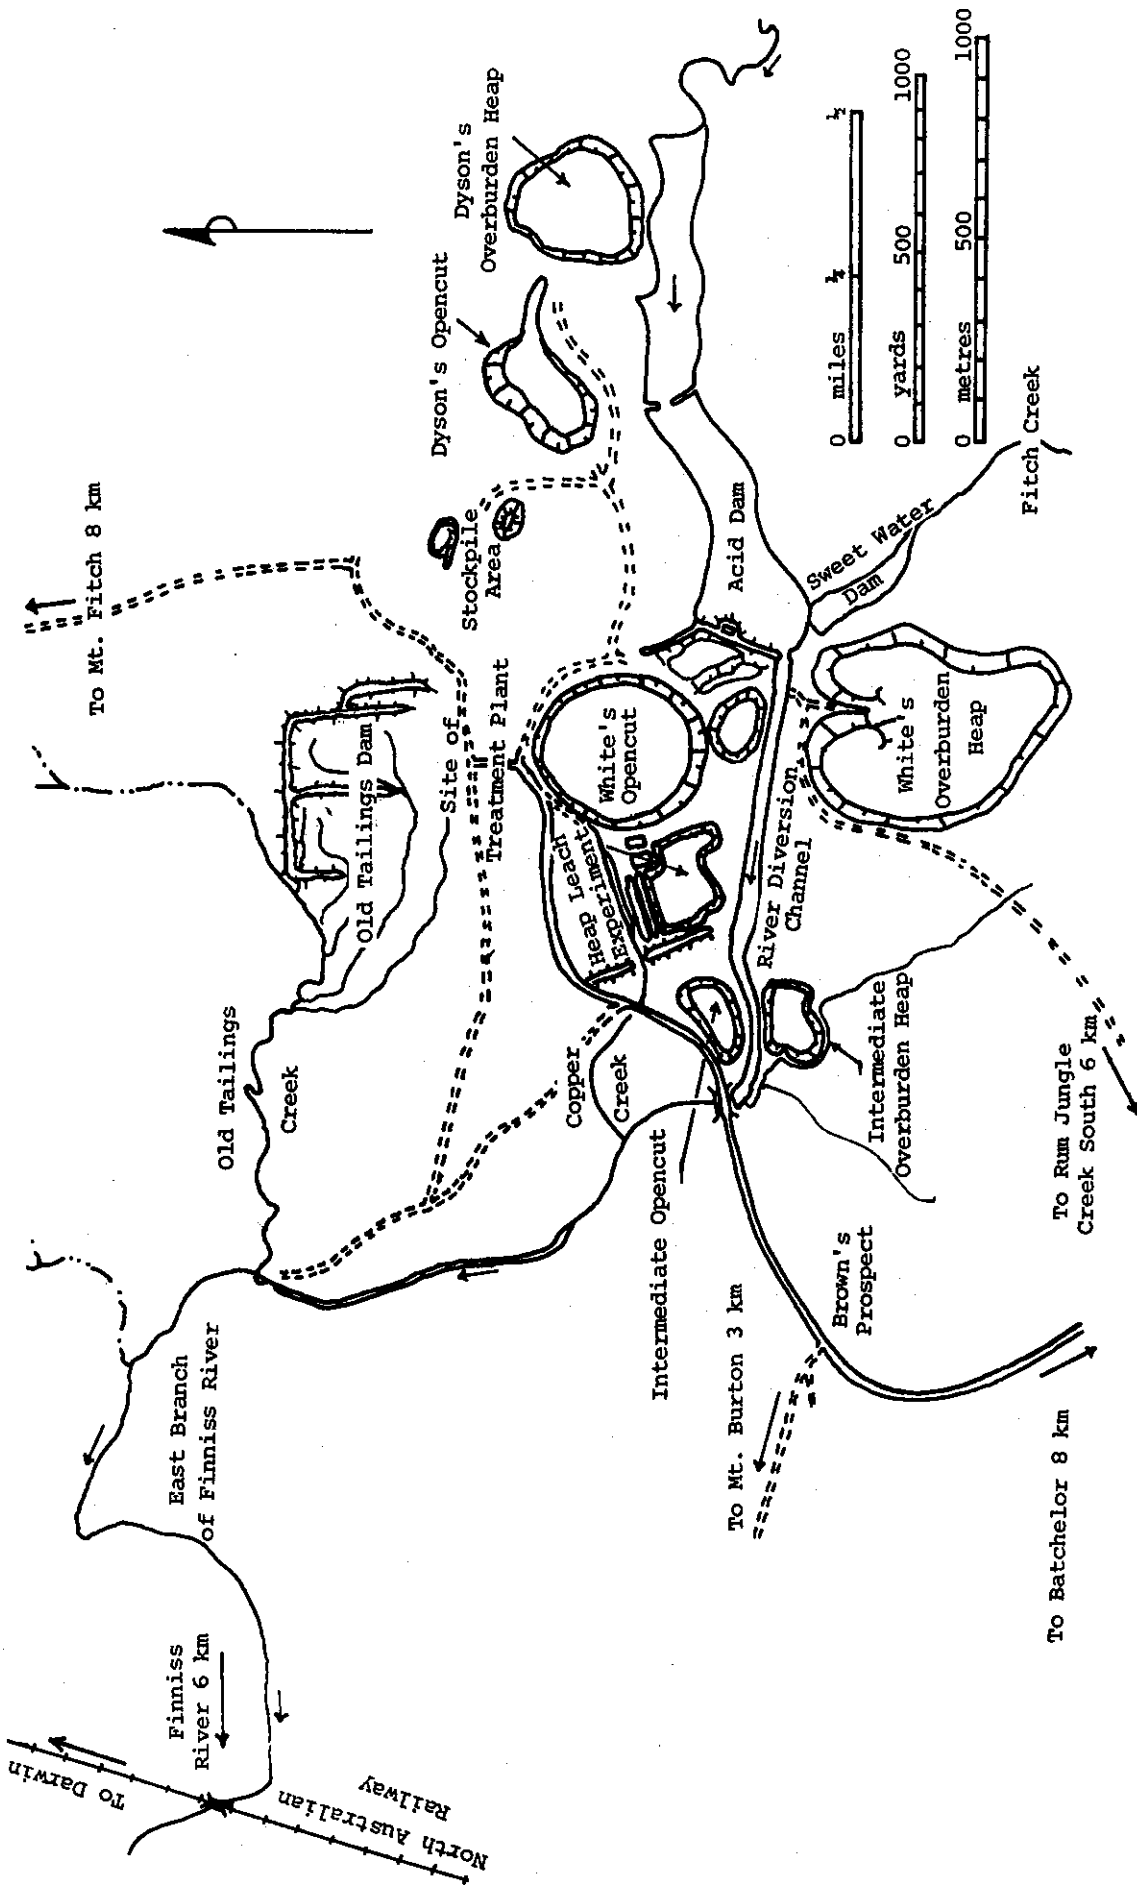 To Darwin
North Australian
Railway
Finniss
River 6 km
East Branch
of Finniss River
Old Tailings
Creek
To Mt. Fitch 8 km
Old Tailings Dam
Site of
Treatment Plant
Stockpile
Area
Dyson's Opencut
Dyson's
Overburden Heap
Copper
Creek
Heap Leach
Experiment
White's
Opencut
Acid Dam
Intermediate Opencut
River Diversion
Channel
Sweet Water
Dam
Fitch Creek
To Mt. Burton 3 km
Brown's
Prospect
Intermediate
Overburden Heap
White's
Overburden
Heap
To Batchelor 8 km
To Rum Jungle
Creek South 6 km
0 miles ¼ ½
0 yards 500 1000
0 metres 500 1000